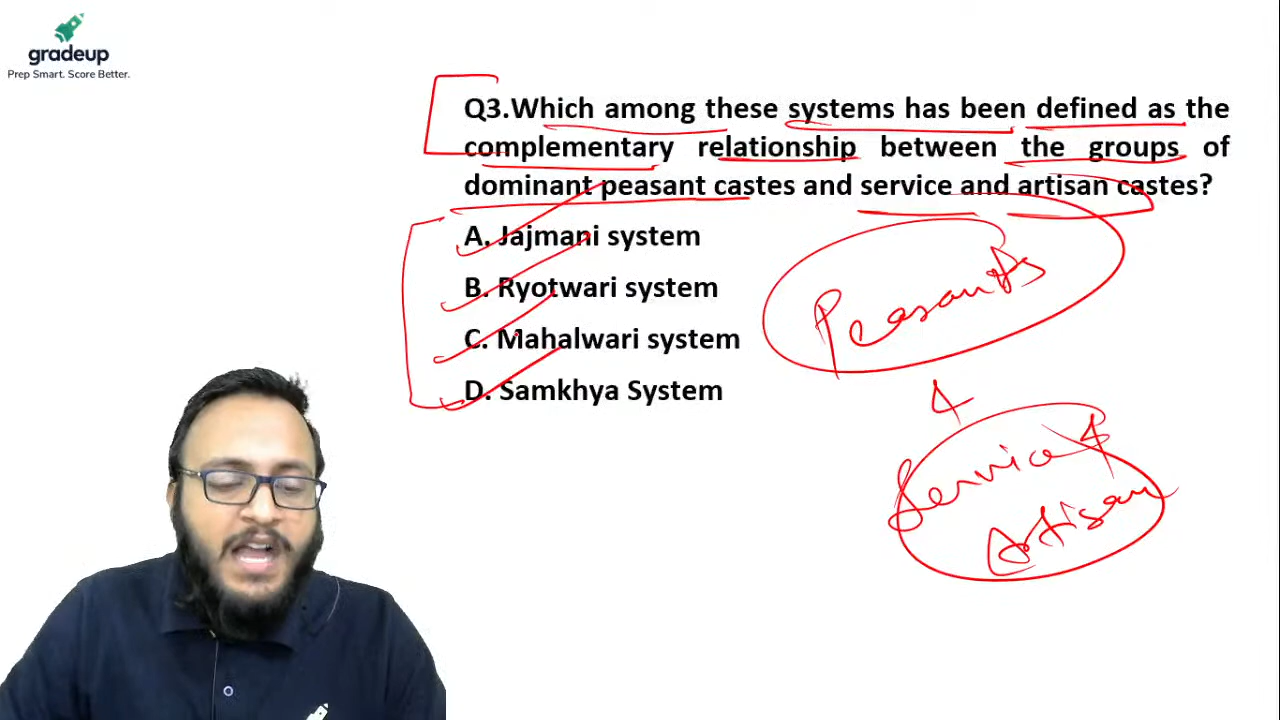 gradeup
Prep Smart. Score Better.
Q3.Which among these systems has been defined as the
complementary relationship between the groups of
dominant peasant castes and service and artisan castes?
A. Jajmani system
B. Ryotwari system
C. Mahalwari system
D. Samkhya System
Peasants
&
Service &
Artisan